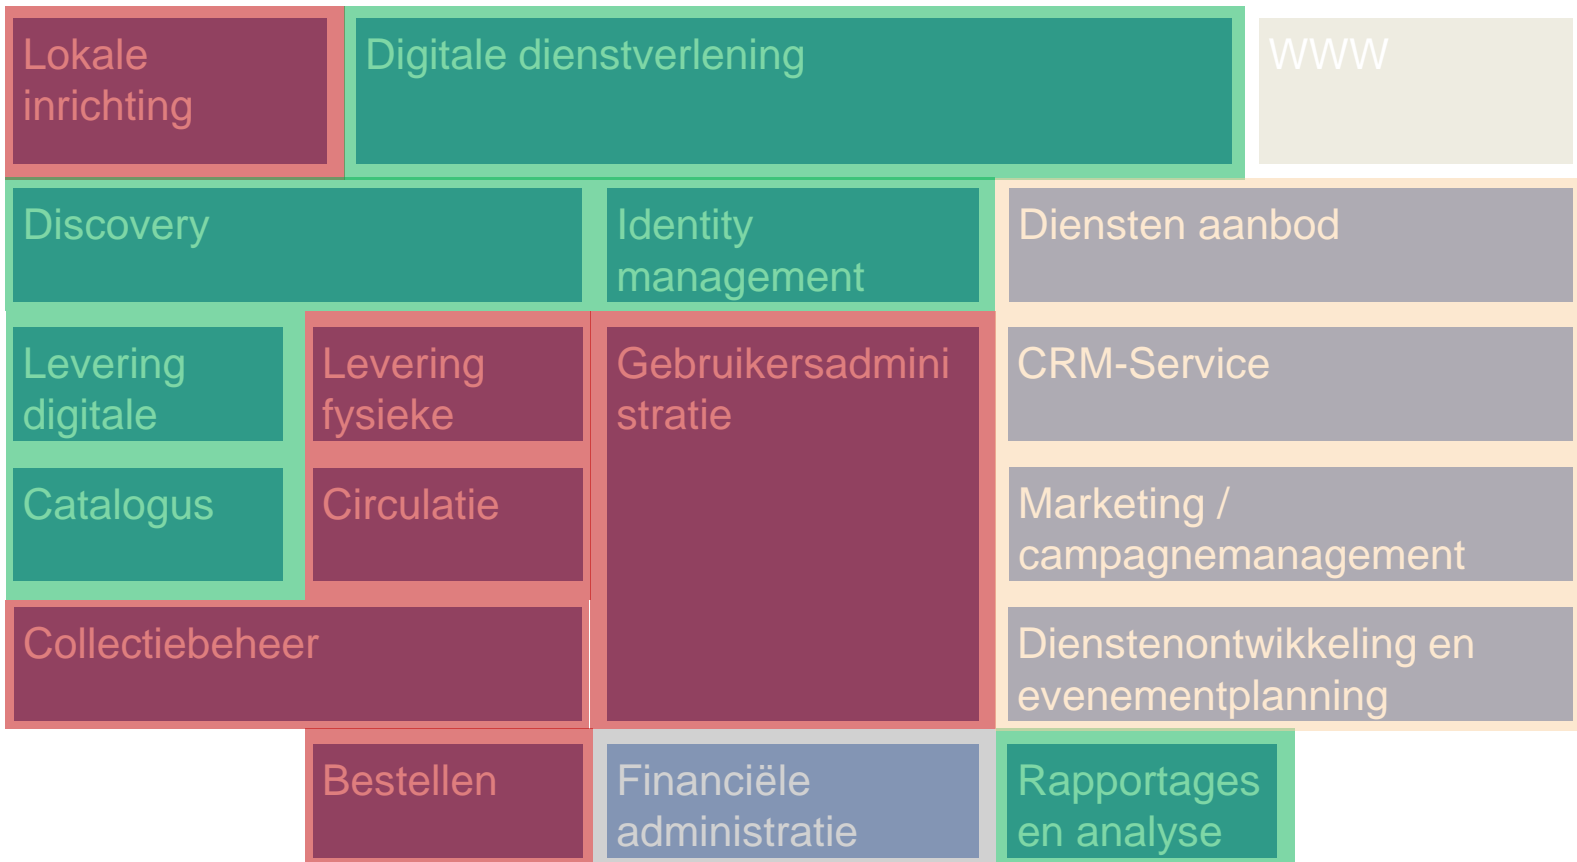 Lokale
inrichting
Digitale dienstverlening
WWW
Discovery
Identity
management
Diensten aanbod
Levering
digitale
Levering
fysieke
Gebruikersadmini
stratie
CRM-Service
Catalogus
Circulatie
Marketing /
campagnemanagement
Collectiebeheer
Dienstenontwikkeling en
evenementplanning
Bestellen
Financiële
administratie
Rapportages
en analyse